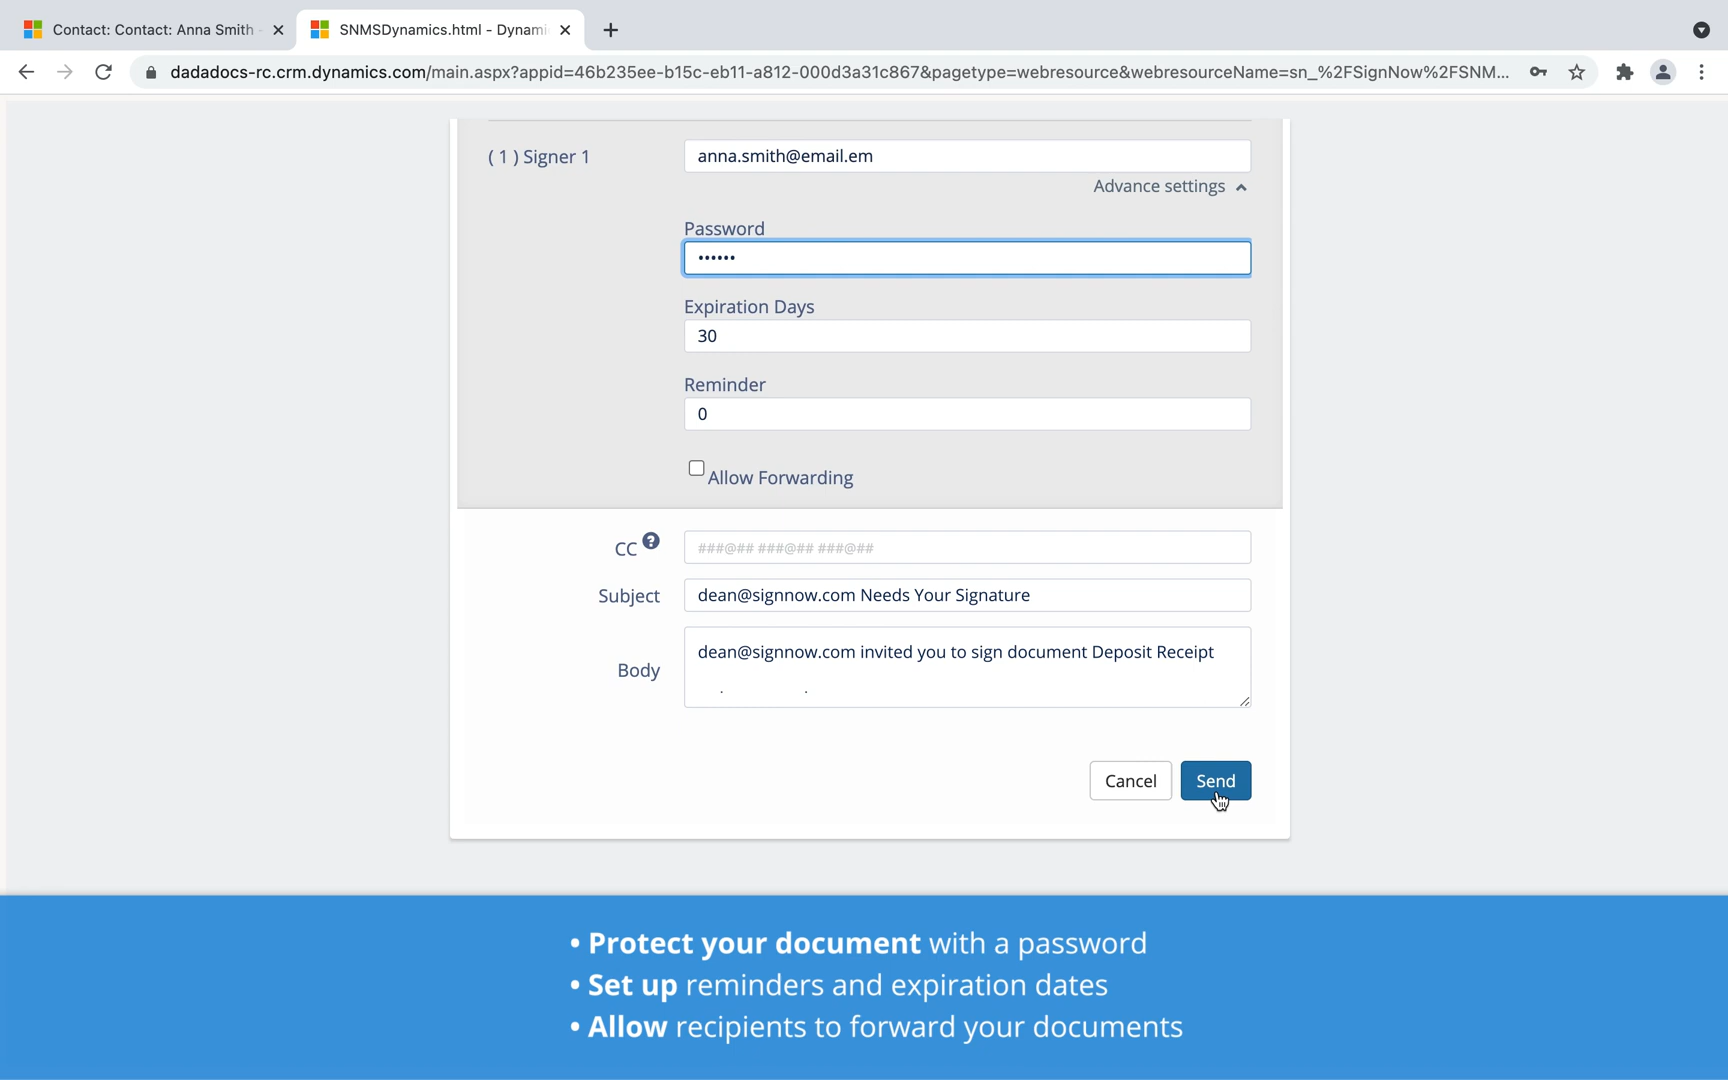 Contact: Contact: Anna Smith
SNMSDynamics.html - Dynami
dadadocs-rc.crm.dynamics.com/main.aspx?appid=46b235ee-b15c-eb11-a812-000d3a31c867&pagetype=webresource&webresourceName=sn_%2FSignNow%2FSNM...
( 1 ) Signer 1
anna.smith@email.em
Advance settings
Password
••••••
Expiration Days
30
Reminder
0
Allow Forwarding
CC ?
###@## ###@## ###@##
Subject
dean@signnow.com Needs Your Signature
Body
dean@signnow.com invited you to sign document Deposit Receipt
Cancel
Send
• Protect your document with a password
• Set up reminders and expiration dates
• Allow recipients to forward your documents